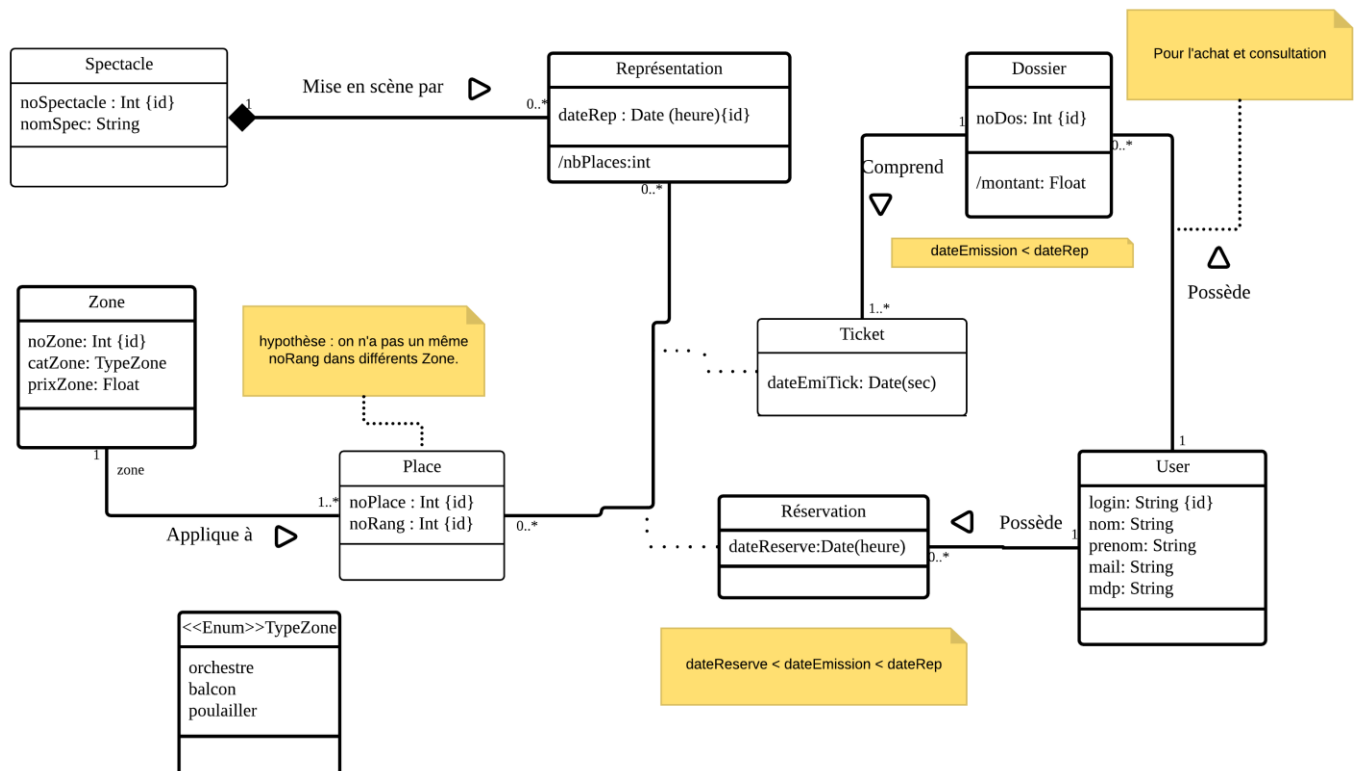 Spectacle
noSpectacle : Int {id}
nomSpec: String
Mise en scène par
1
0..*
Représentation
dateRep : Date (heure){id}
/nbPlaces:int
0..*
Dossier
noDos: Int {id}
/montant: Float
1
0..*
Pour l'achat et consultation
Comprend
dateEmission < dateRep
Possède
1..*
Zone
noZone: Int {id}
catZone: TypeZone
prixZone: Float
1
zone
hypothèse : on n'a pas un même
noRang dans différents Zone.
Ticket
dateEmiTick: Date(sec)
Place
noPlace : Int {id}
noRang : Int {id}
1..*
0..*
Applique à
Réservation
dateReserve:Date(heure)
Possède
0..*
1
1
User
login: String {id}
nom: String
prenom: String
mail: String
mdp: String
<<Enum>>TypeZone
orchestre
balcon
poulailler
dateReserve < dateEmission < dateRep